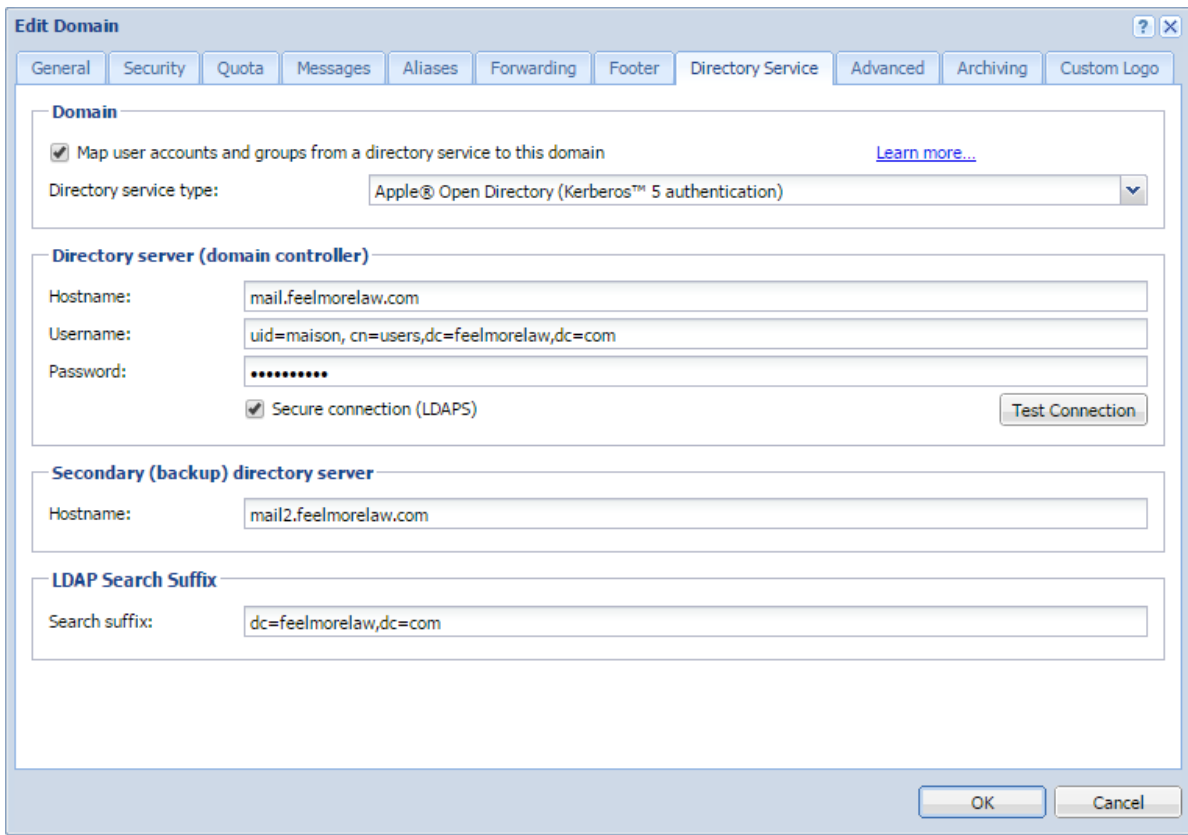 Edit Domain
?
General Security Quota Messages Aliases Forwarding Footer Directory Service Advanced Archiving Custom Logo
Domain
Map user accounts and groups from a directory service to this domain Learn more...
Directory service type: Apple® Open Directory (Kerberos™ 5 authentication)
Directory server (domain controller)
Hostname: mail.feelmorelaw.com
Username: uid=maison, cn=users,dc=feelmorelaw,dc=com
Password: ••••••••••
Secure connection (LDAPS) Test Connection
Secondary (backup) directory server
Hostname: mail2.feelmorelaw.com
LDAP Search Suffix
Search suffix: dc=feelmorelaw,dc=com
OK Cancel